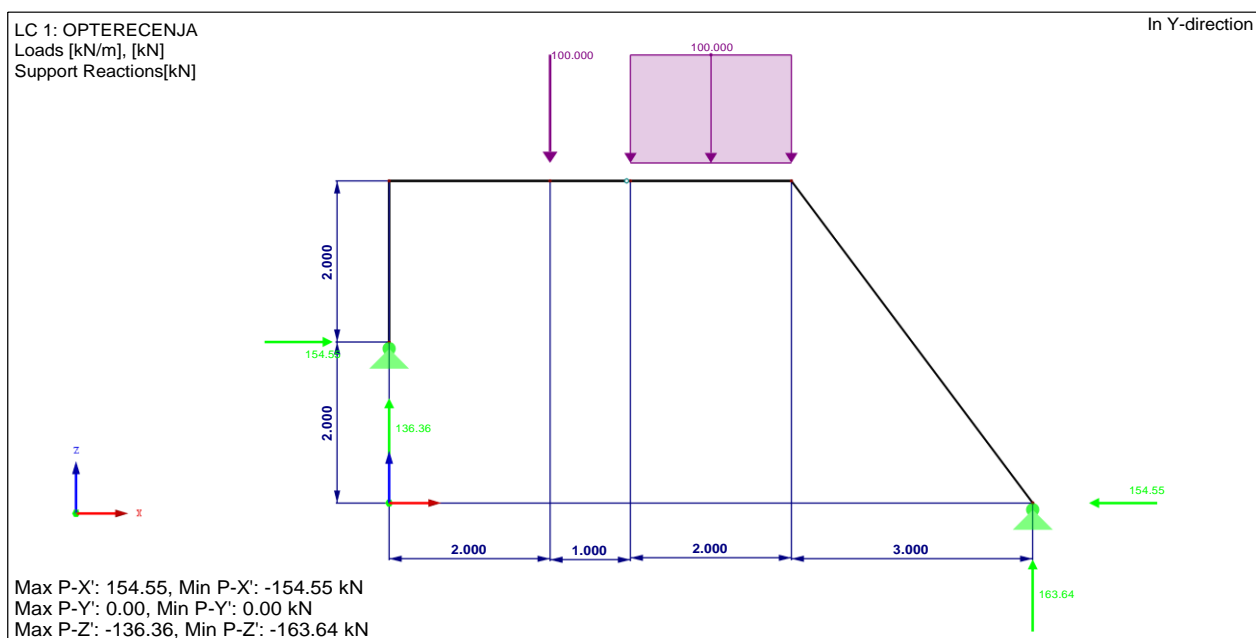 LC 1: OPTERECENJA
In Y-direction
Loads [kN/m], [kN]
Support Reactions[kN]
100.000
100.000
2.000
154.55
2.000
136.36
z
x
154.55
2.000
1.000
2.000
3.000
163.64
Max P-X': 154.55, Min P-X': -154.55 kN
Max P-Y': 0.00, Min P-Y': 0.00 kN
Max P-Z': -136.36, Min P-Z': -163.64 kN